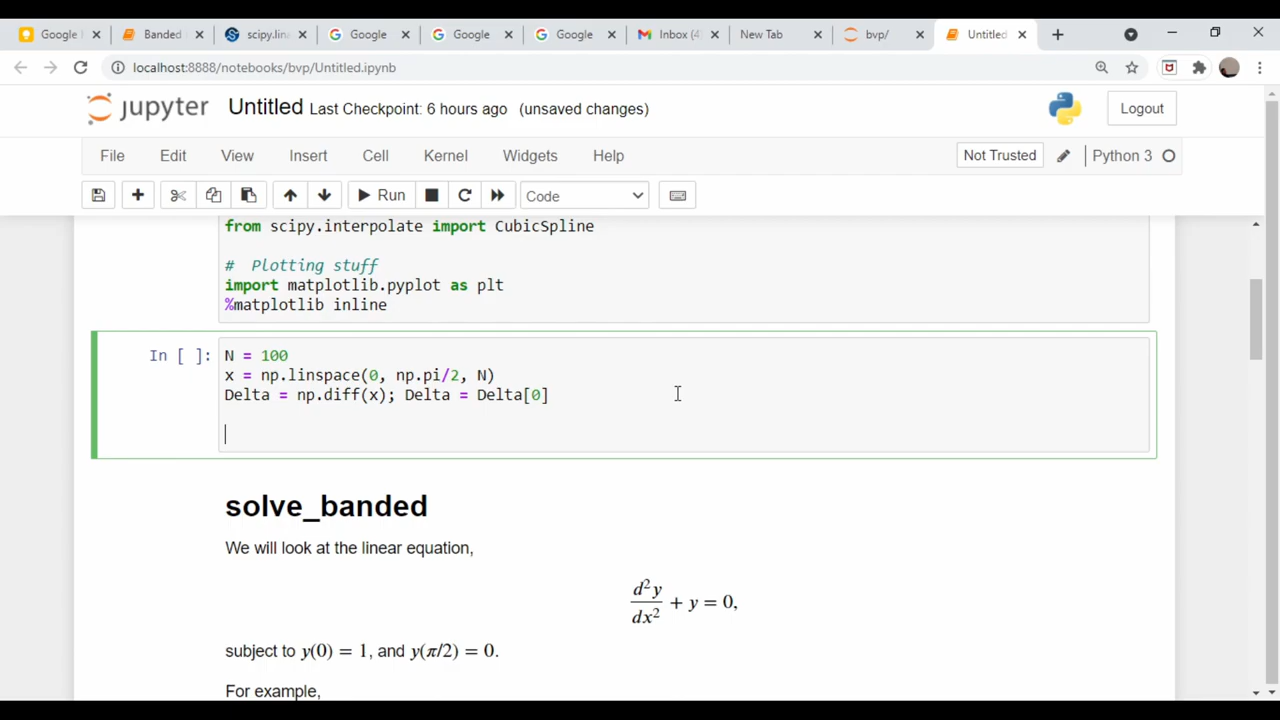 Google
Banded
scipy.lina
Google
Google
Google
Inbox (4)
New Tab
bvp/
Untitled
localhost:8888/notebooks/bvp/Untitled.ipynb
jupyter Untitled Last Checkpoint: 6 hours ago (unsaved changes)
Logout
File Edit View Insert Cell Kernel Widgets Help
Not Trusted
Python 3
Run
Code
from scipy.interpolate import CubicSpline
# Plotting stuff
import matplotlib.pyplot as plt
%matplotlib inline
In [ ]:
N = 100
x = np.linspace(0, np.pi/2, N)
Delta = np.diff(x); Delta = Delta[0]
solve_banded
We will look at the linear equation,
d²y/dx² + y = 0,
subject to y(0) = 1, and y(π/2) = 0.
For example,